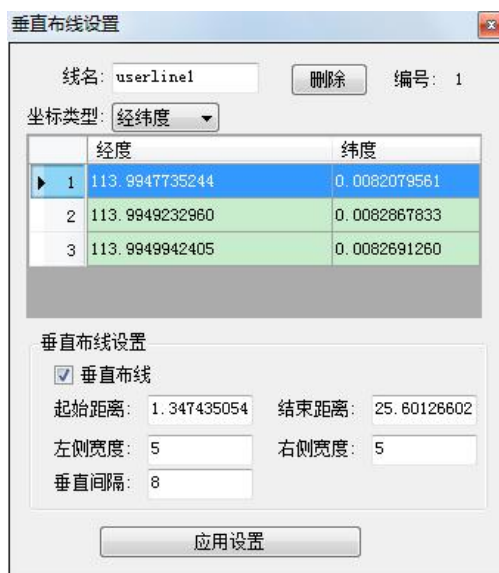 垂直布线设置
线名: userline1 删除 编号: 1
坐标类型: 经纬度
经度 纬度
1 113.9947735244 0.0082079561
2 113.9949232960 0.0082867833
3 113.9949942405 0.0082691260
垂直布线设置
垂直布线
起始距离: 1.347435054 结束距离: 25.60126602
左侧宽度: 5 右侧宽度: 5
垂直间隔: 8
应用设置